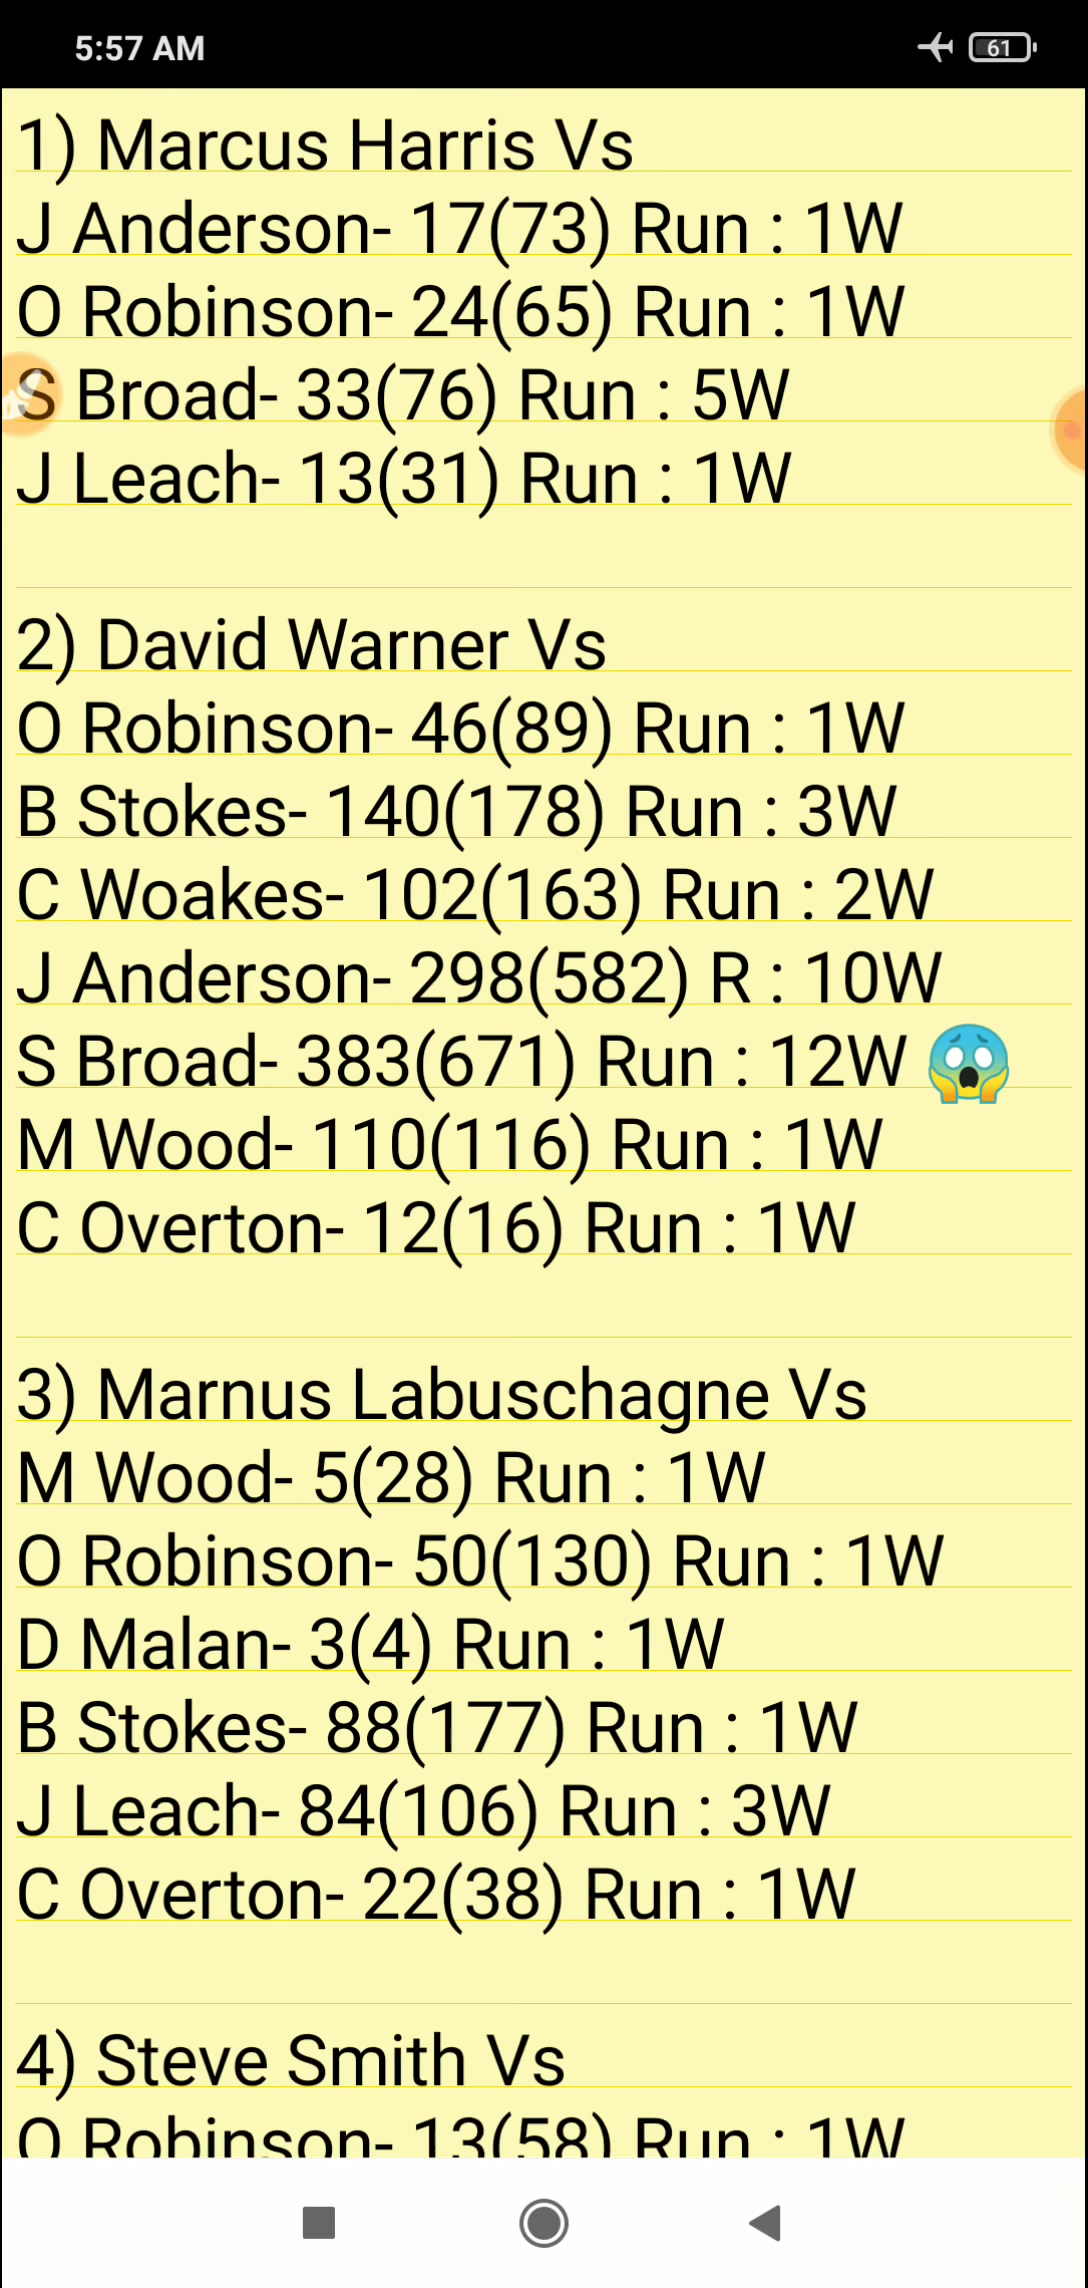 5:57 AM
61
1) Marcus Harris Vs
J Anderson- 17(73) Run : 1W
O Robinson- 24(65) Run : 1W
S Broad- 33(76) Run : 5W
J Leach- 13(31) Run : 1W
2) David Warner Vs
O Robinson- 46(89) Run : 1W
B Stokes- 140(178) Run : 3W
C Woakes- 102(163) Run : 2W
J Anderson- 298(582) R : 10W
S Broad- 383(671) Run : 12W 😱
M Wood- 110(116) Run : 1W
C Overton- 12(16) Run : 1W
3) Marnus Labuschagne Vs
M Wood- 5(28) Run : 1W
O Robinson- 50(130) Run : 1W
D Malan- 3(4) Run : 1W
B Stokes- 88(177) Run : 1W
J Leach- 84(106) Run : 3W
C Overton- 22(38) Run : 1W
4) Steve Smith Vs
O Robinson- 13(58) Run : 1W